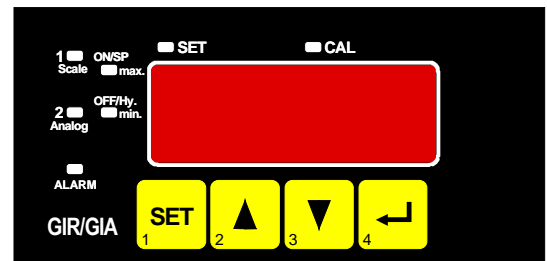 SET CAL
1 ON/SP
Scale max.
OFF/Hy.
2 min.
Analog
ALARM
GIR/GIA
SET
1 2 3 4